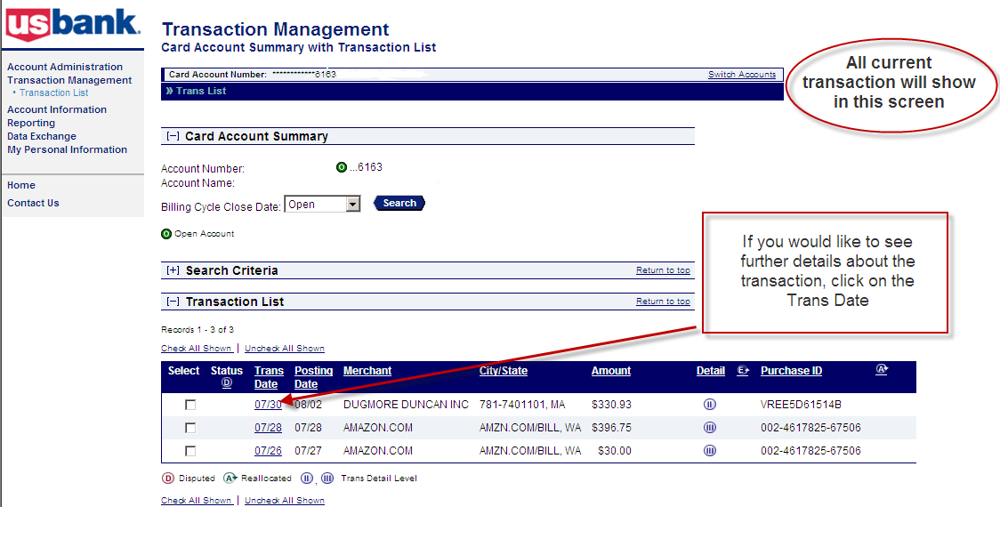 usbank.
Transaction Management
Card Account Summary with Transaction List
Account Administration
Transaction Management
• Transaction List
Account Information
Reporting
Data Exchange
My Personal Information
Home
Contact Us
Card Account Number: ************6163
Switch Accounts
» Trans List
All current
transaction will show
in this screen
[–] Card Account Summary
Account Number: O ...6163
Account Name:
Billing Cycle Close Date: Open Search
O Open Account
[+] Search Criteria Return to top
[–] Transaction List Return to top
If you would like to see
further details about the
transaction, click on the
Trans Date
Records 1 - 3 of 3
Check All Shown | Uncheck All Shown
Select Status D Trans Date Posting Date Merchant City/State Amount Detail E Purchase ID A
07/30 08/02 DUGMORE DUNCAN INC 781-7401101, MA $330.93 II VREE5D61514B
07/28 07/28 AMAZON.COM AMZN.COM/BILL, WA $396.75 III 002-4617825-67506
07/26 07/27 AMAZON.COM AMZN.COM/BILL, WA $30.00 III 002-4617825-67506
D Disputed A Reallocated II , III Trans Detail Level
Check All Shown | Uncheck All Shown